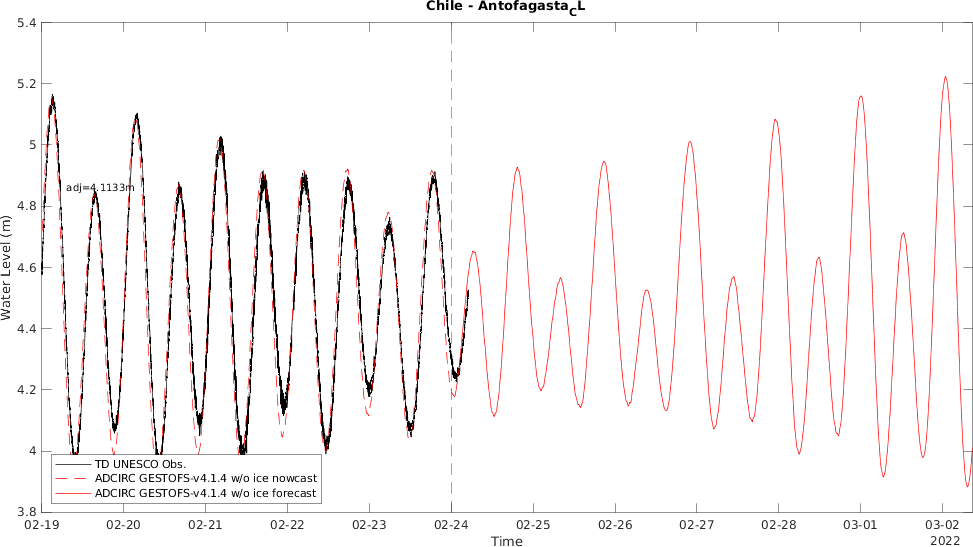 Chile - Antofagasta_CL
5.4
5.2
5
4.8
4.6
4.4
4.2
4
3.8
Water Level (m)
adj=4.1133m
TD UNESCO Obs.
ADCIRC GESTOFS-v4.1.4 w/o ice nowcast
ADCIRC GESTOFS-v4.1.4 w/o ice forecast
02-19 02-20 02-21 02-22 02-23 02-24 02-25 02-26 02-27 02-28 03-01 03-02
Time
2022